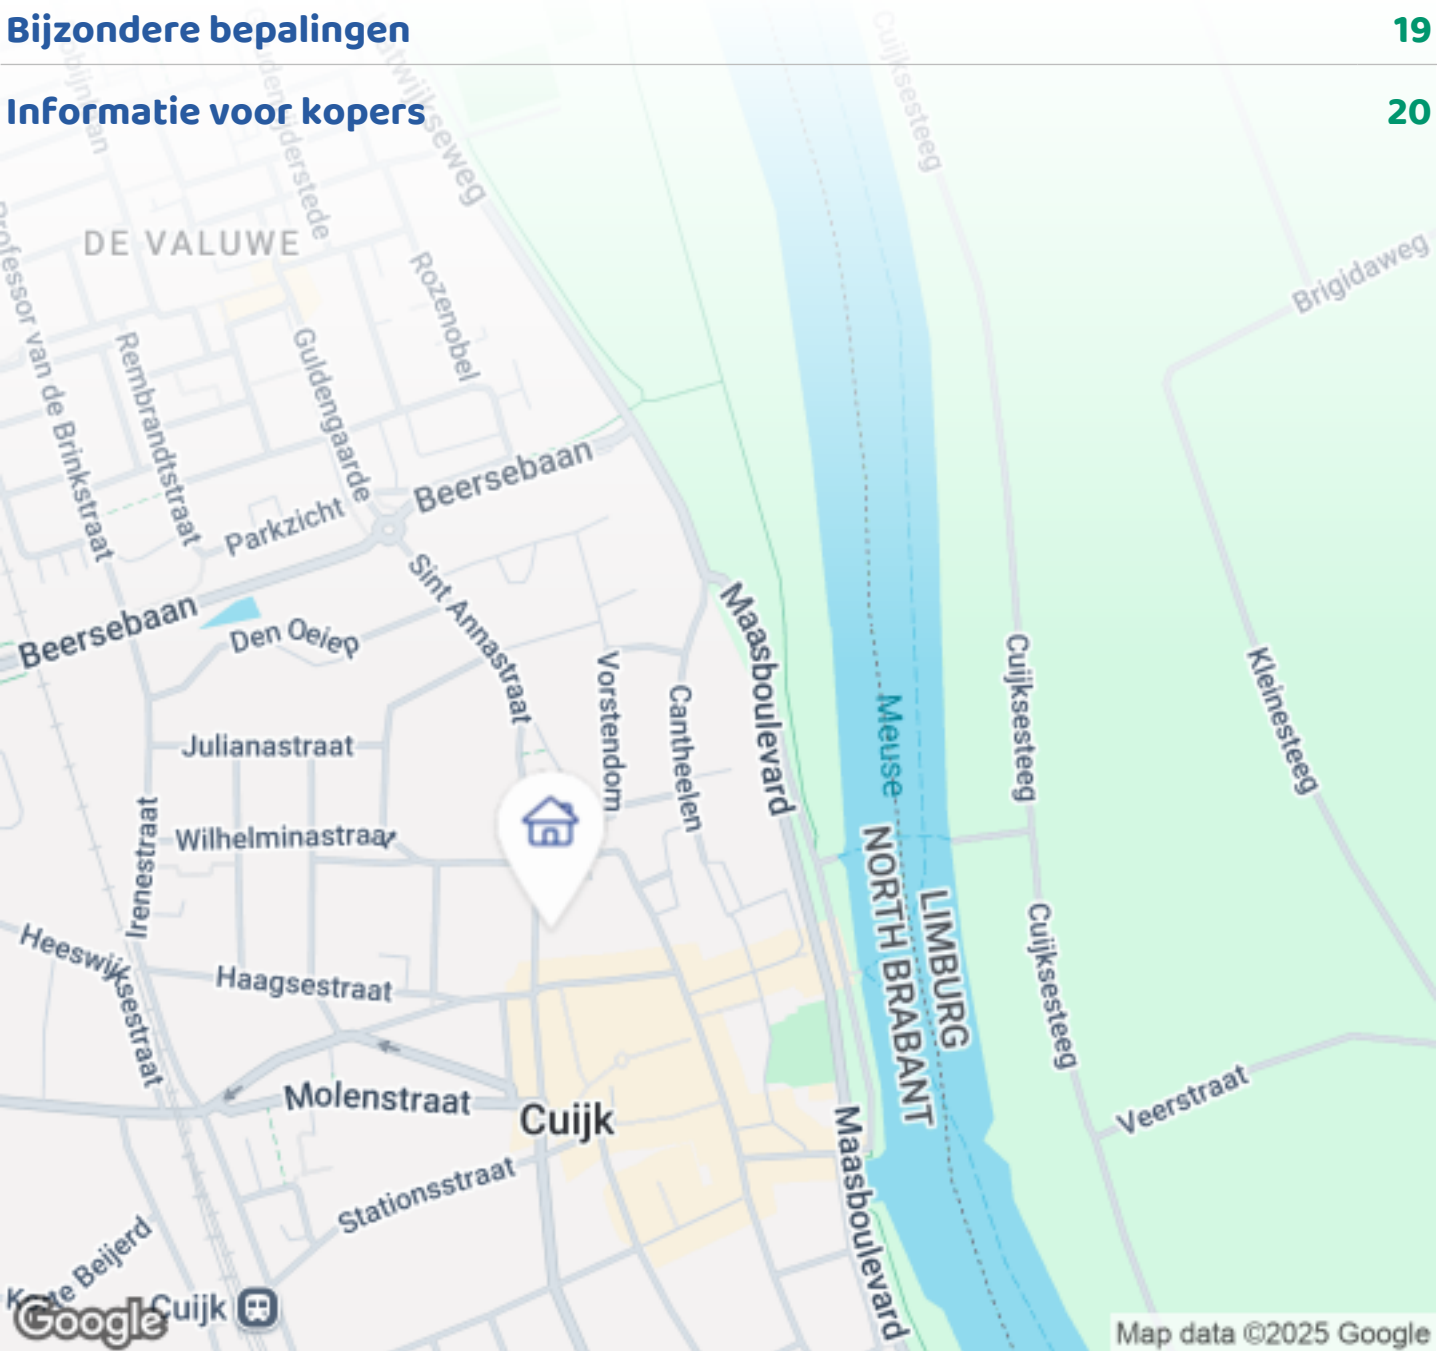 Bijzondere bepalingen 19
Informatie voor kopers 20
Cuijksesteeg
DE VALUWE
Brigidaweg
Rozenobel
Professor van de Brinkstraat
Rembrandtstraat
Guldengaarde
Beersebaan
Parkzicht
Sint Annastraat
Beersebaan
Den Oeiep
Maasboulevard
Vorstendom
Cantheelen
Cuijksesteeg
Kleinesteeg
Meuse
Julianastraat
Wilhelminastraat
Irenestraat
NORTH BRABANT
LIMBURG
Heeswijksestraat
Haagsestraat
Cuijksesteeg
Molenstraat
Cuijk
Veerstraat
Maasboulevard
Stationsstraat
Korte Beijerd
Cuijk
Google
Map data ©2025 Google